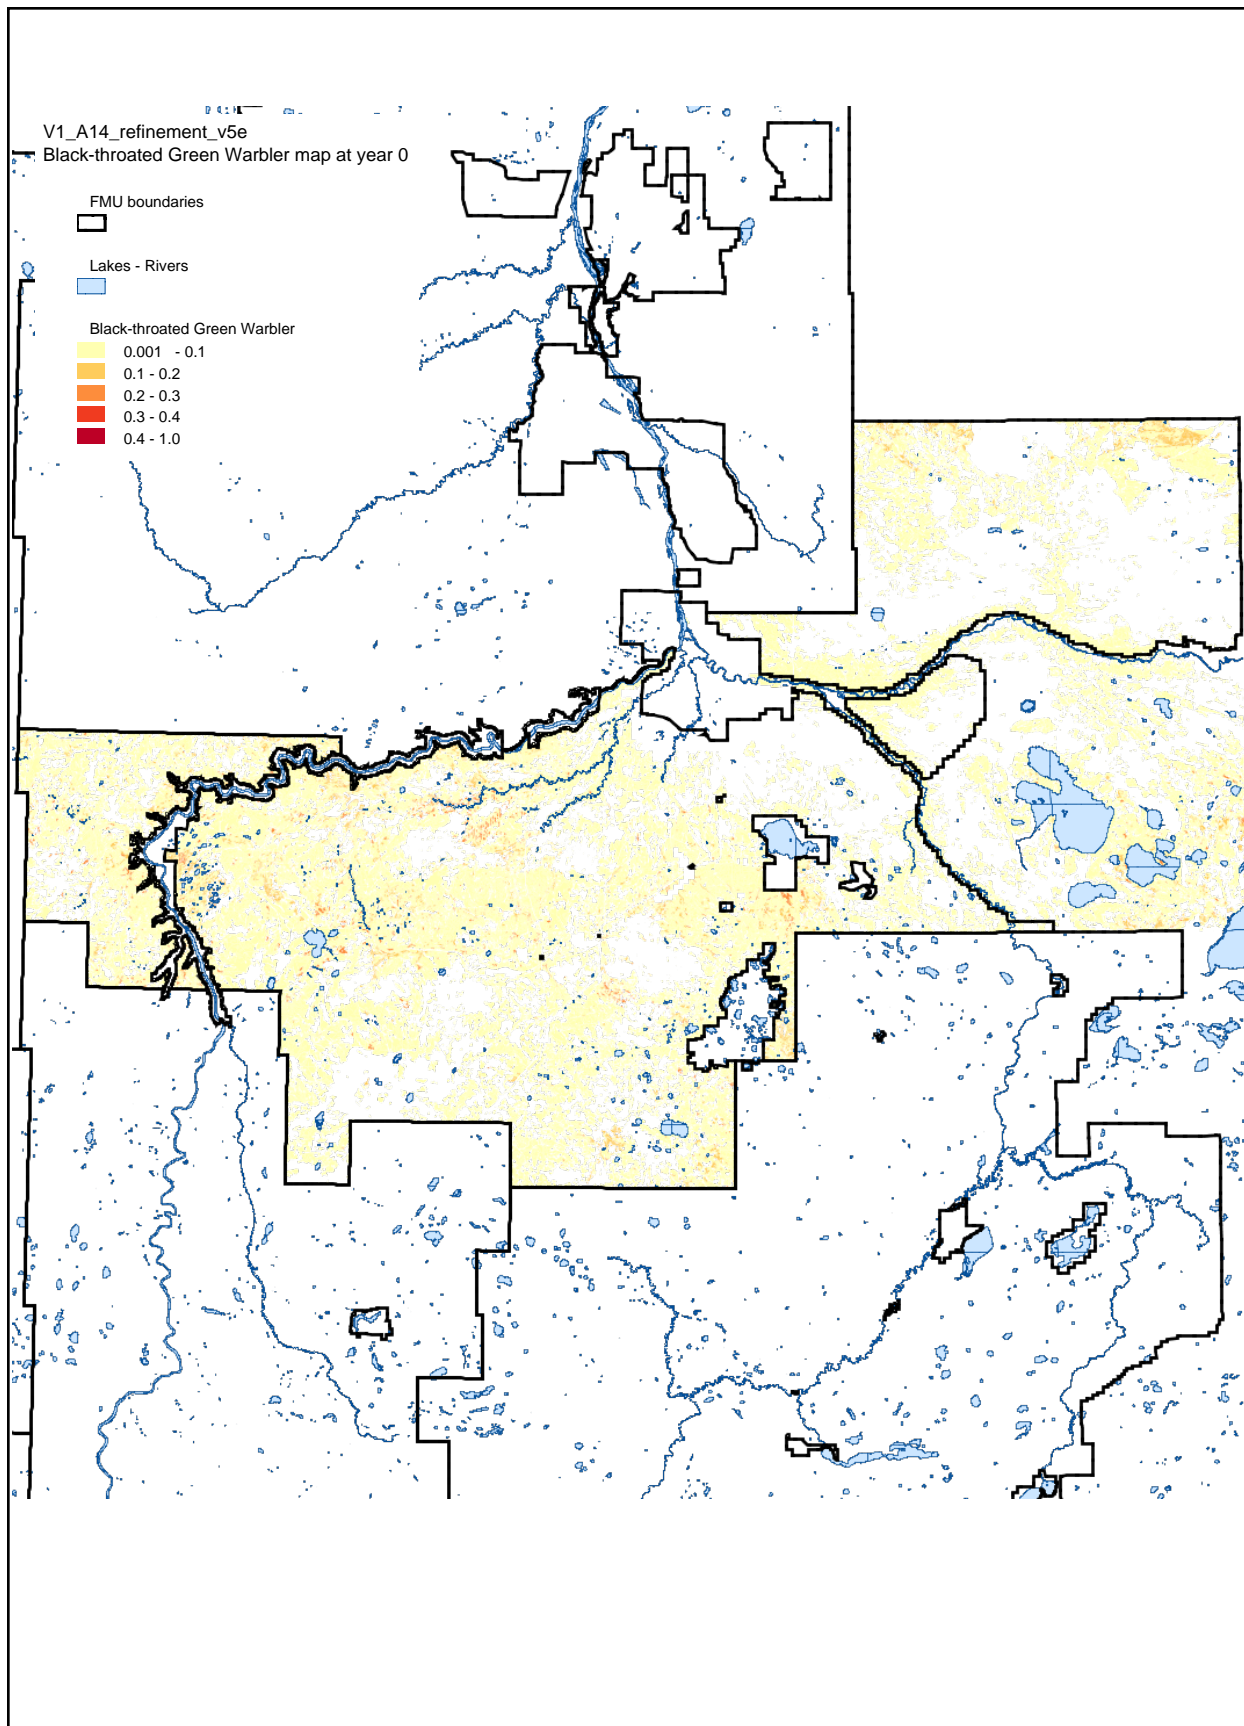 V1_A14_refinement_v5e
Black-throated Green Warbler map at year 0
FMU boundaries
Lakes - Rivers
Black-throated Green Warbler
0.001 - 0.1
0.1 - 0.2
0.2 - 0.3
0.3 - 0.4
0.4 - 1.0